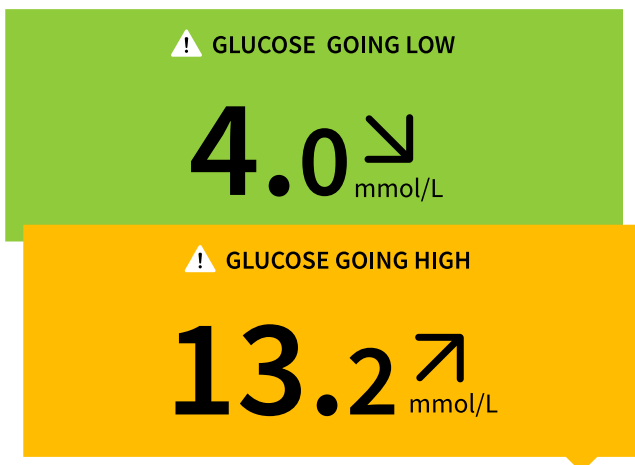 GLUCOSE GOING LOW
4.0 mmol/L
GLUCOSE GOING HIGH
13.2 mmol/L